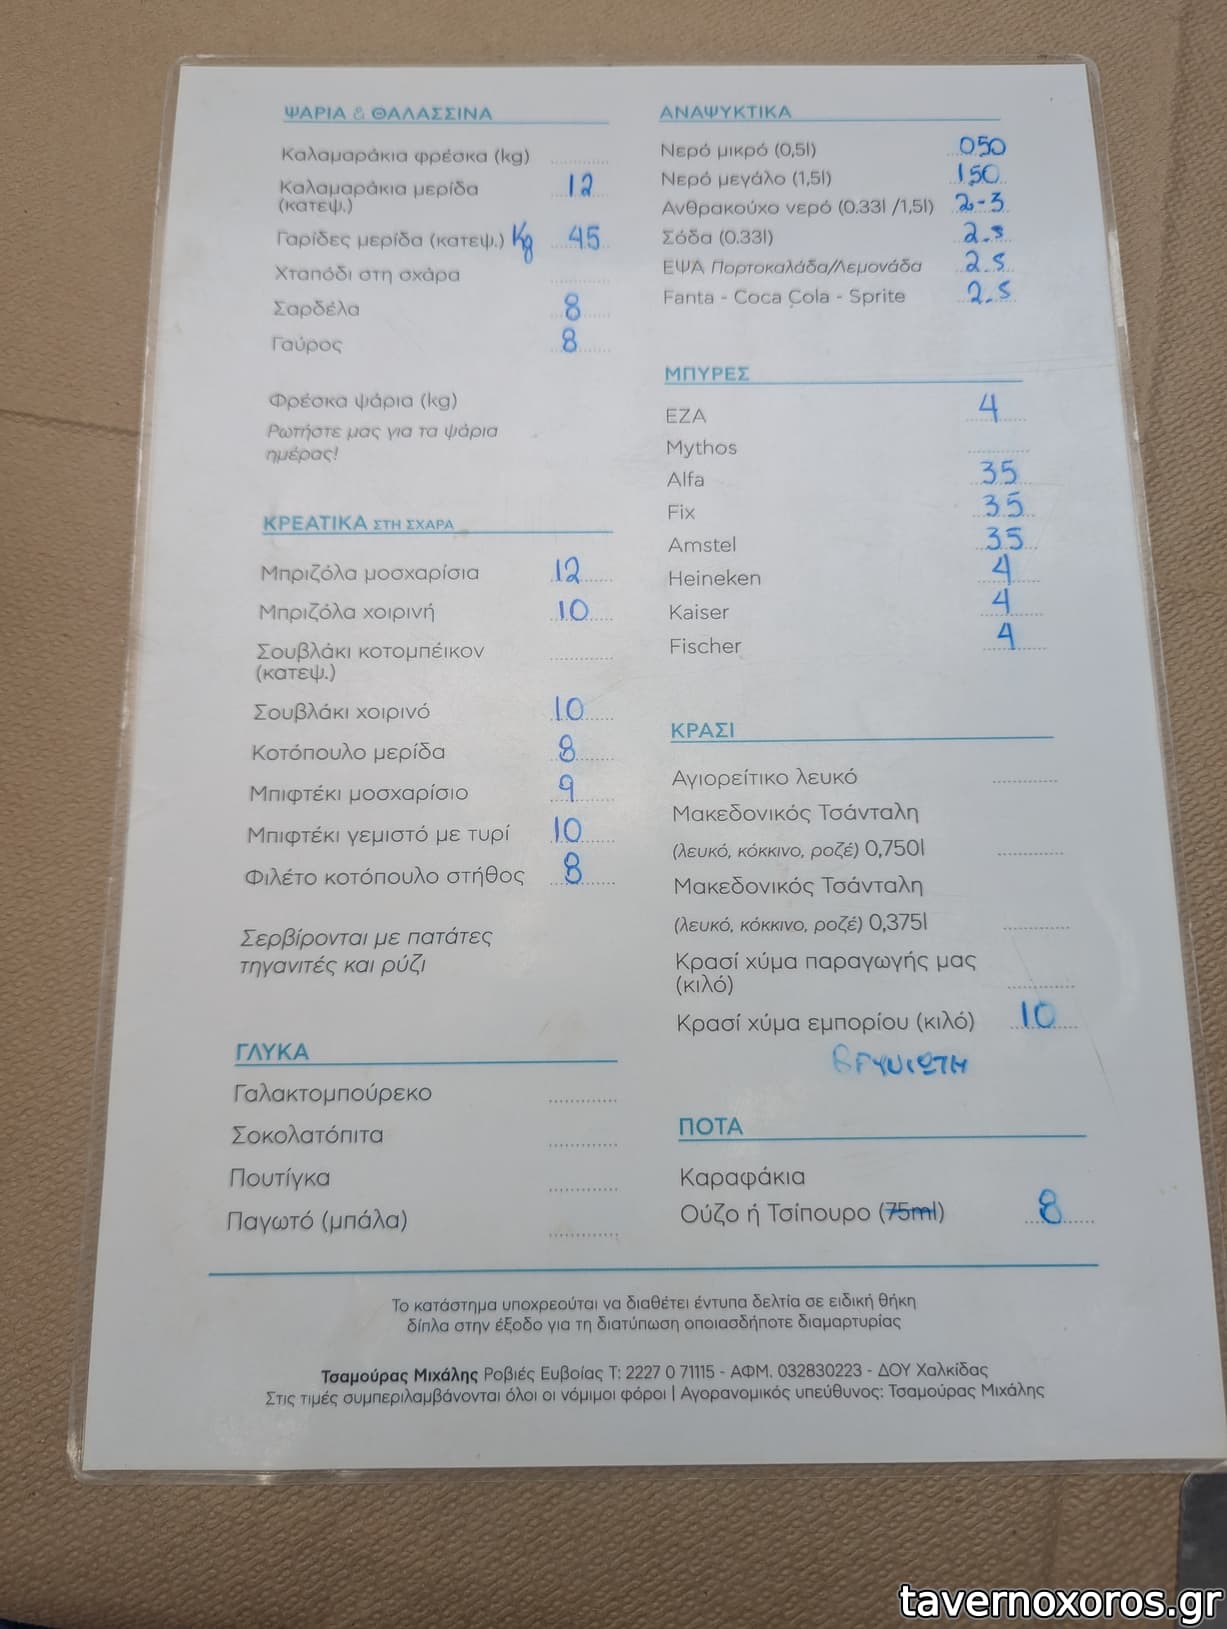 ΨΑΡΙΑ & ΘΑΛΑΣΣΙΝΑ
Καλαμαράκια φρέσκα (kg)
Καλαμαράκια μερίδα 12
(κατεψ.)
Γαρίδες μερίδα (κατεψ.) Kg 45
Χταπόδι στη σχάρα
Σαρδέλα 8
Γαύρος 8
Φρέσκα ψάρια (kg)
Ρωτήστε μας για τα ψάρια
ημέρας!
ΚΡΕΑΤΙΚΑ ΣΤΗ ΣΧΑΡΑ
Μπριζόλα μοσχαρίσια 12
Μπριζόλα χοιρινή 10
Σουβλάκι κοτομπέικον
(κατεψ.)
Σουβλάκι χοιρινό 10
Κοτόπουλο μερίδα 8
Μπιφτέκι μοσχαρίσιο 9
Μπιφτέκι γεμιστό με τυρί 10
Φιλέτο κοτόπουλο στήθος 8
Σερβίρονται με πατάτες
τηγανιτές και ρύζι
ΓΛΥΚΑ
Γαλακτομπούρεκο
Σοκολατόπιτα
Πουτίγκα
Παγωτό (μπάλα)
ΑΝΑΨΥΚΤΙΚΑ
Νερό μικρό (0,5l) 050
Νερό μεγάλο (1,5l) 1,50
Ανθρακούχο νερό (0.33l /1,5l) 2-3
Σόδα (0.33l) 2.5
ΕΨΑ Πορτοκαλάδα/Λεμονάδα 2.5
Fanta - Coca Cola - Sprite 2.5
ΜΠΥΡΕΣ
ΕΖΑ 4
Mythos
Alfa 35
Fix 35
Amstel 35
Heineken 4
Kaiser 4
Fischer 4
ΚΡΑΣΙ
Αγιορείτικο λευκό
Μακεδονικός Τσάνταλη
(λευκό, κόκκινο, ροζέ) 0,750l
Μακεδονικός Τσάνταλη
(λευκό, κόκκινο, ροζέ) 0,375l
Κρασί χύμα παραγωγής μας
(κιλό)
Κρασί χύμα εμπορίου (κιλό) 10
ΠΟΤΑ
Καραφάκια
Ούζο ή Τσίπουρο (75ml) 8
Το κατάστημα υποχρεούται να διαθέτει έντυπα δελτία σε ειδική θήκη
δίπλα στην έξοδο για τη διατύπωση οποιασδήποτε διαμαρτυρίας
Τσαμούρας Μιχάλης Ροβιές Ευβοίας Τ: 2227 0 71115 - ΑΦΜ. 032830223 - ΔΟΥ Χαλκίδας
Στις τιμές συμπεριλαμβάνονται όλοι οι νόμιμοι φόροι | Αγορανομικός υπεύθυνος: Τσαμούρας Μιχάλης
tavernoxoros.gr